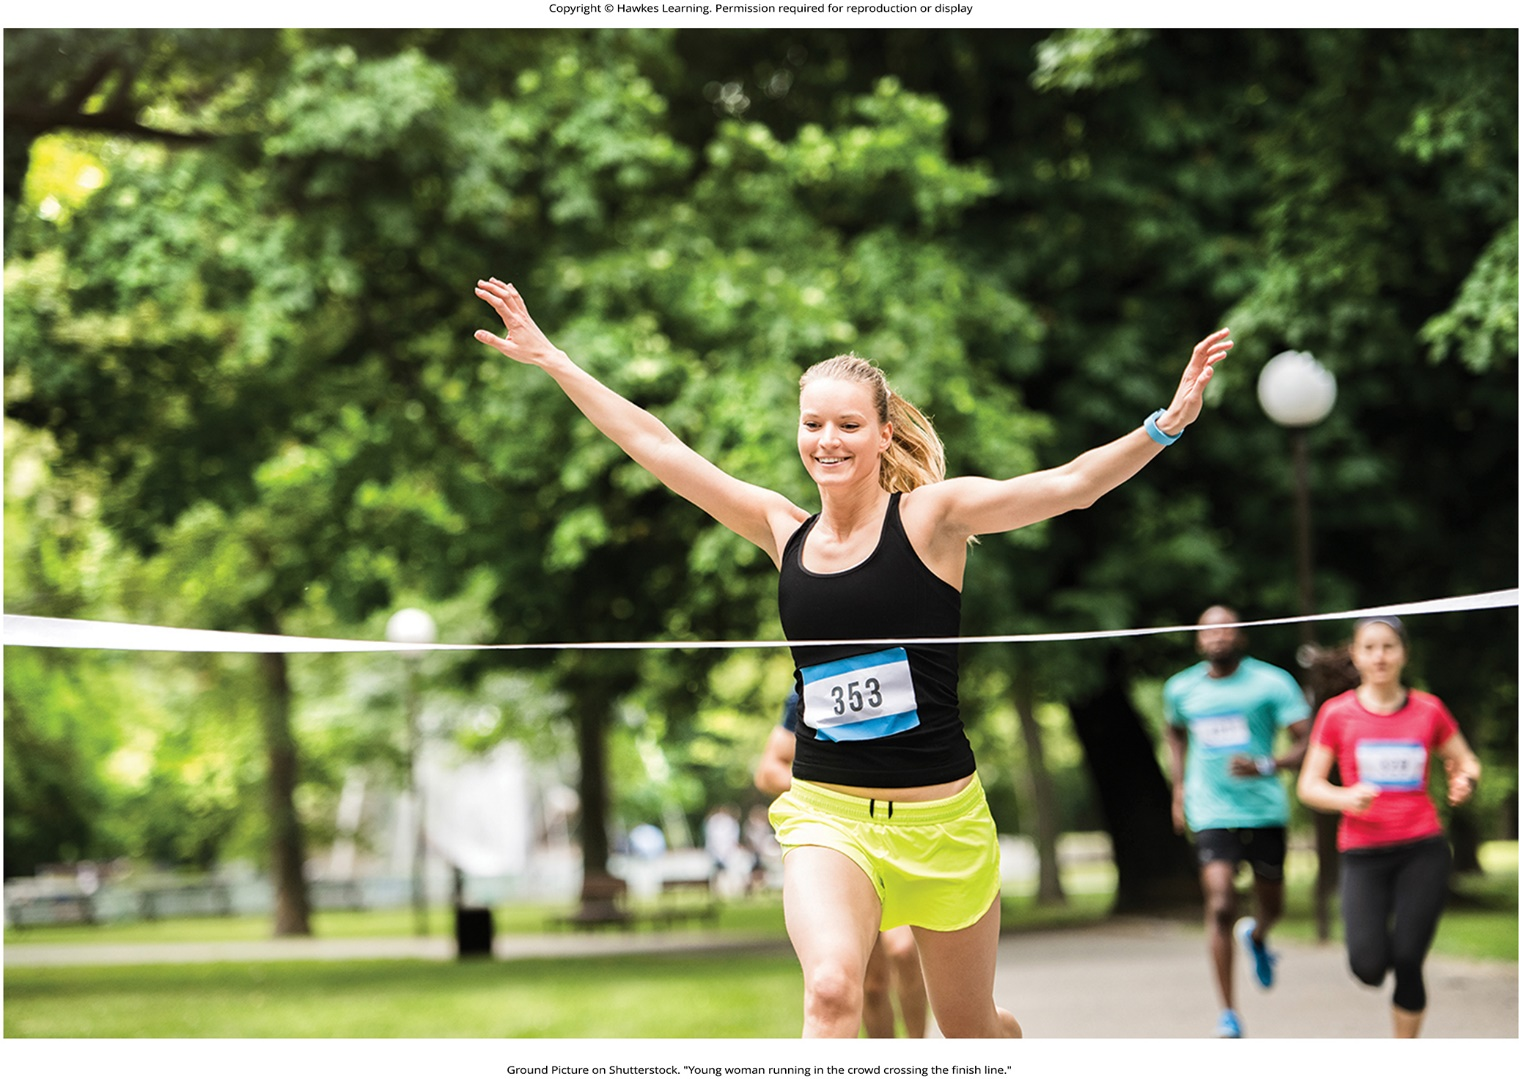 Copyright © Hawkes Learning. Permission required for reproduction or display
353
Ground Picture on Shutterstock. "Young woman running in the crowd crossing the finish line."